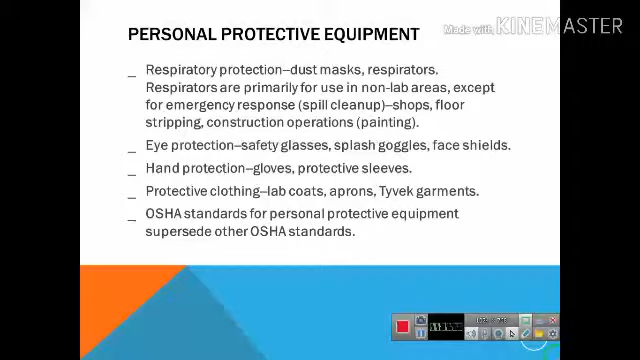 PERSONAL PROTECTIVE EQUIPMENT
Made with KINEMASTER
_ Respiratory protection--dust masks, respirators.
Respirators are primarily for use in non-lab areas, except
for emergency response (spill cleanup)--shops, floor
stripping, construction operations (painting).
_ Eye protection--safety glasses, splash goggles, face shields.
_ Hand protection--gloves, protective sleeves.
_ Protective clothing--lab coats, aprons, Tyvek garments.
_ OSHA standards for personal protective equipment
supersede other OSHA standards.